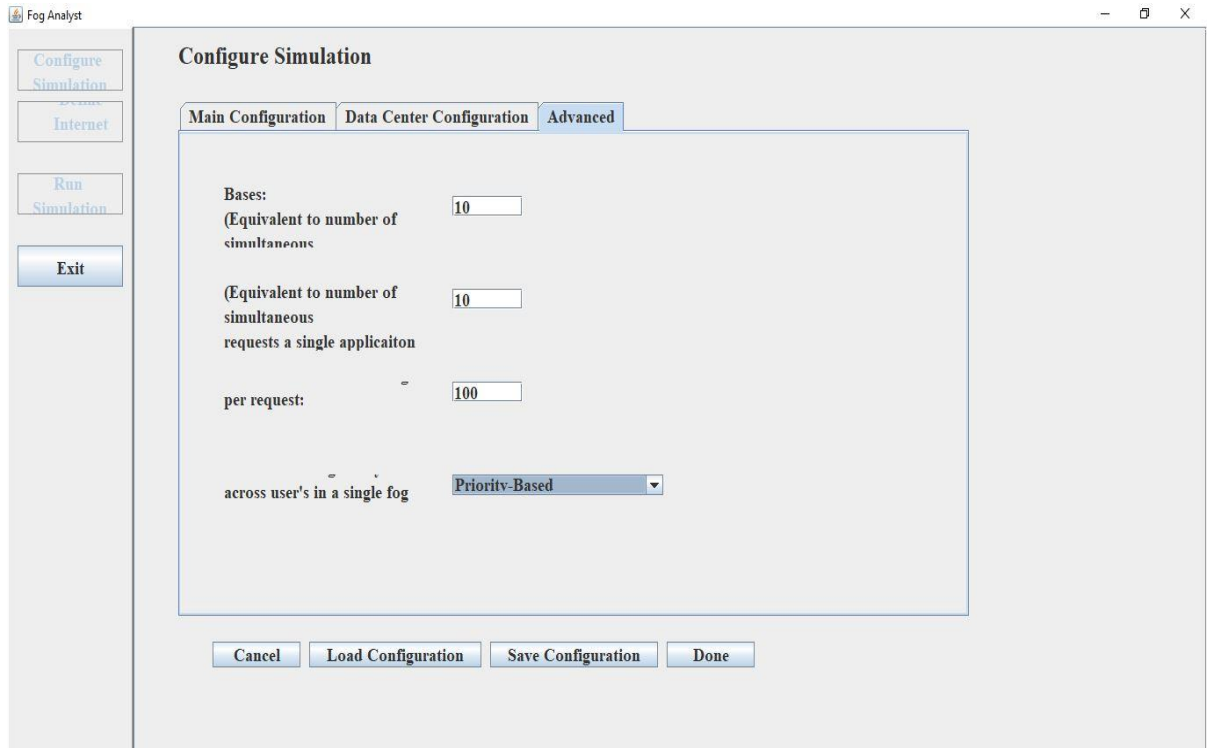 Fog Analyst
Configure
Simulation
Internet
Run
Simulation
Exit
Configure Simulation
Main Configuration
Data Center Configuration
Advanced
Bases:
(Equivalent to number of
simultaneous
10
(Equivalent to number of
simultaneous
requests a single applicaiton
10
per request:
100
across user's in a single fog
Priority-Based
Cancel
Load Configuration
Save Configuration
Done